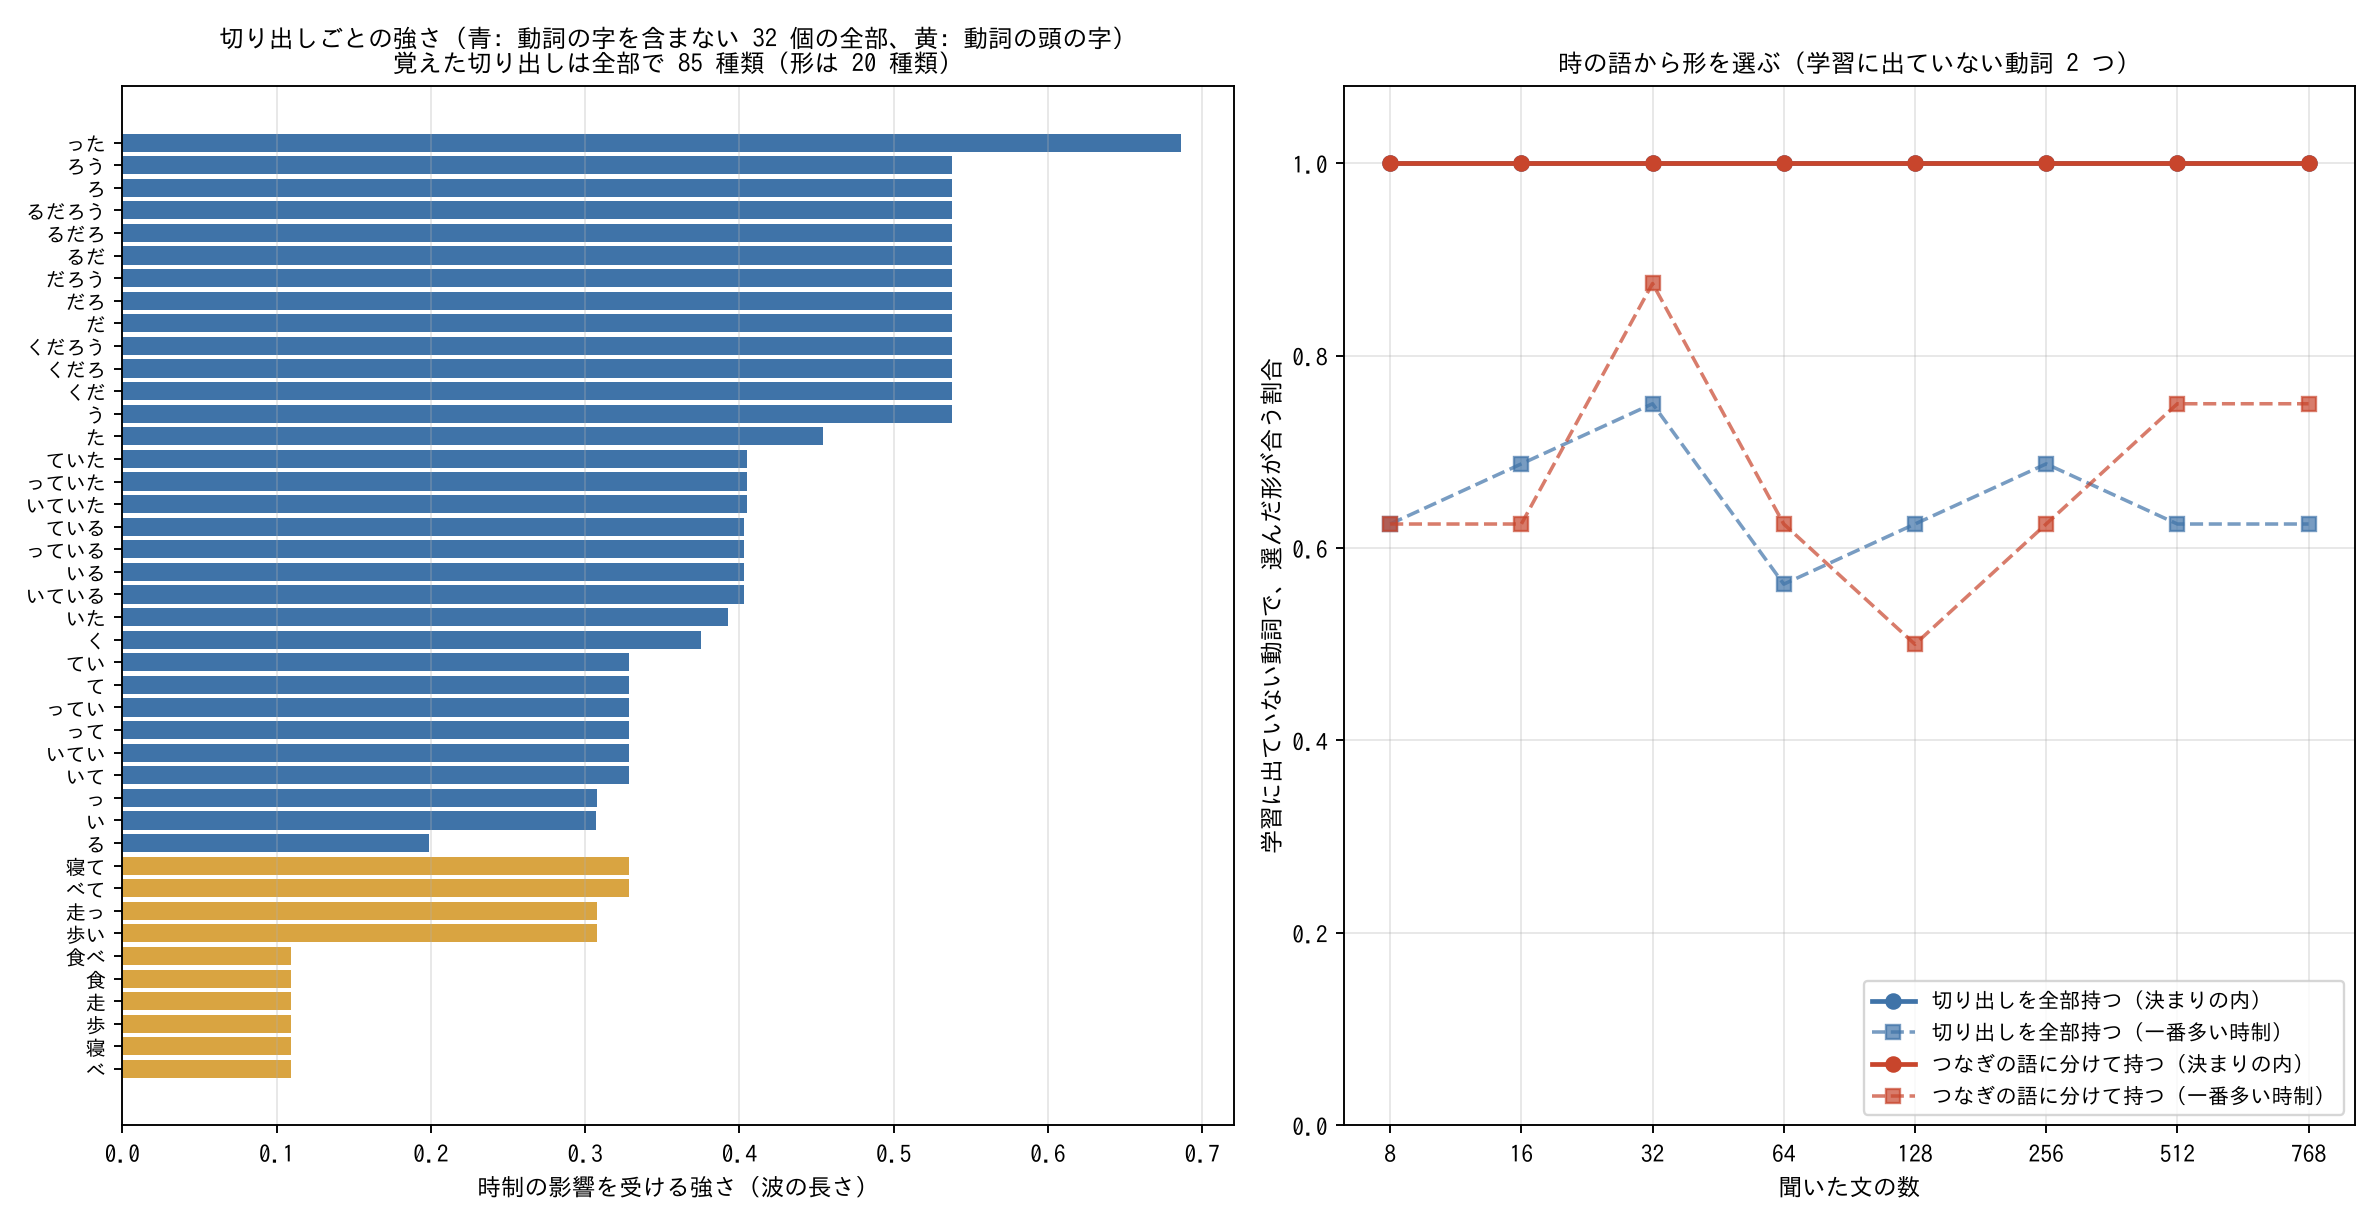 切り出しごとの強さ（青: 動詞の字を含まない 32 個の全部、黄: 動詞の頭の字）
覚えた切り出しは全部で 85 種類（形は 20 種類）
った
ろう
ろ
るだろう
るだろ
るだ
だろう
だろ
だ
くだろう
くだろ
くだ
う
た
ていた
っていた
いていた
ている
っている
いる
いている
いた
く
てい
て
ってい
って
いてい
いて
っ
い
る
寝て
べて
走っ
歩い
食べ
食
走
歩
寝
べ
0.0 0.1 0.2 0.3 0.4 0.5 0.6 0.7
時制の影響を受ける強さ（波の長さ）
時の語から形を選ぶ（学習に出ていない動詞 2 つ）
学習に出ていない動詞で、選んだ形が合う割合
1.0
0.8
0.6
0.4
0.2
0.0
切り出しを全部持つ（決まりの内）
切り出しを全部持つ（一番多い時制）
つなぎの語に分けて持つ（決まりの内）
つなぎの語に分けて持つ（一番多い時制）
8 16 32 64 128 256 512 768
聞いた文の数